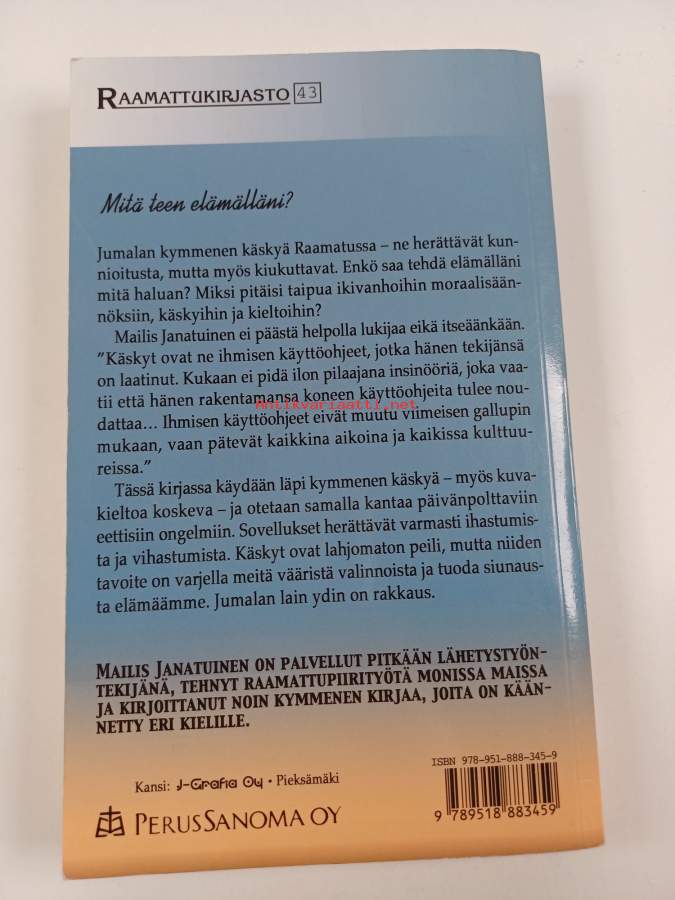 RAAMATTUKIRJASTO 43
Mitä teen elämälläni?
Jumalan kymmenen käskyä Raamatussa – ne herättävät kun-
nioitusta, mutta myös kiukuttavat. Enkö saa tehdä elämälläni
mitä haluan? Miksi pitäisi taipua ikivanhoihin moraalisään-
nöksiin, käskyihin ja kieltoihin?
Mailis Janatuinen ei päästä helpolla lukijaa eikä itseäänkään.
”Käskyt ovat ne ihmisen käyttöohjeet, jotka hänen tekijänsä
on laatinut. Kukaan ei pidä ilon pilaajana insinööriä, joka vaa-
tii että hänen rakentamansa koneen käyttöohjeita tulee nou-
Antikvariaatti.net
dattaa... Ihmisen käyttöohjeet eivät muutu viimeisen gallupin
mukaan, vaan pätevät kaikkina aikoina ja kaikissa kulttuu-
reissa.”
Tässä kirjassa käydään läpi kymmenen käskyä – myös kuva-
kieltoa koskeva – ja otetaan samalla kantaa päivänpolttaviin
eettisiin ongelmiin. Sovellukset herättävät varmasti ihastumis-
ta ja vihastumista. Käskyt ovat lahjomaton peili, mutta niiden
tavoite on varjella meitä vääristä valinnoista ja tuoda siunaus-
ta elämäämme. Jumalan lain ydin on rakkaus.
MAILIS JANATUINEN ON PALVELLUT PITKÄÄN LÄHETYSTYÖN-
TEKIJÄNÄ, TEHNYT RAAMATTUPIIRITYÖTÄ MONISSA MAISSA
JA KIRJOITTANUT NOIN KYMMENEN KIRJAA, JOITA ON KÄÄN-
NETTY ERI KIELILLE.
ISBN 978-951-888-345-9
Kansi: J-Grafia Oy • Pieksämäki
PERUSSANOMA OY
9 789518 883459